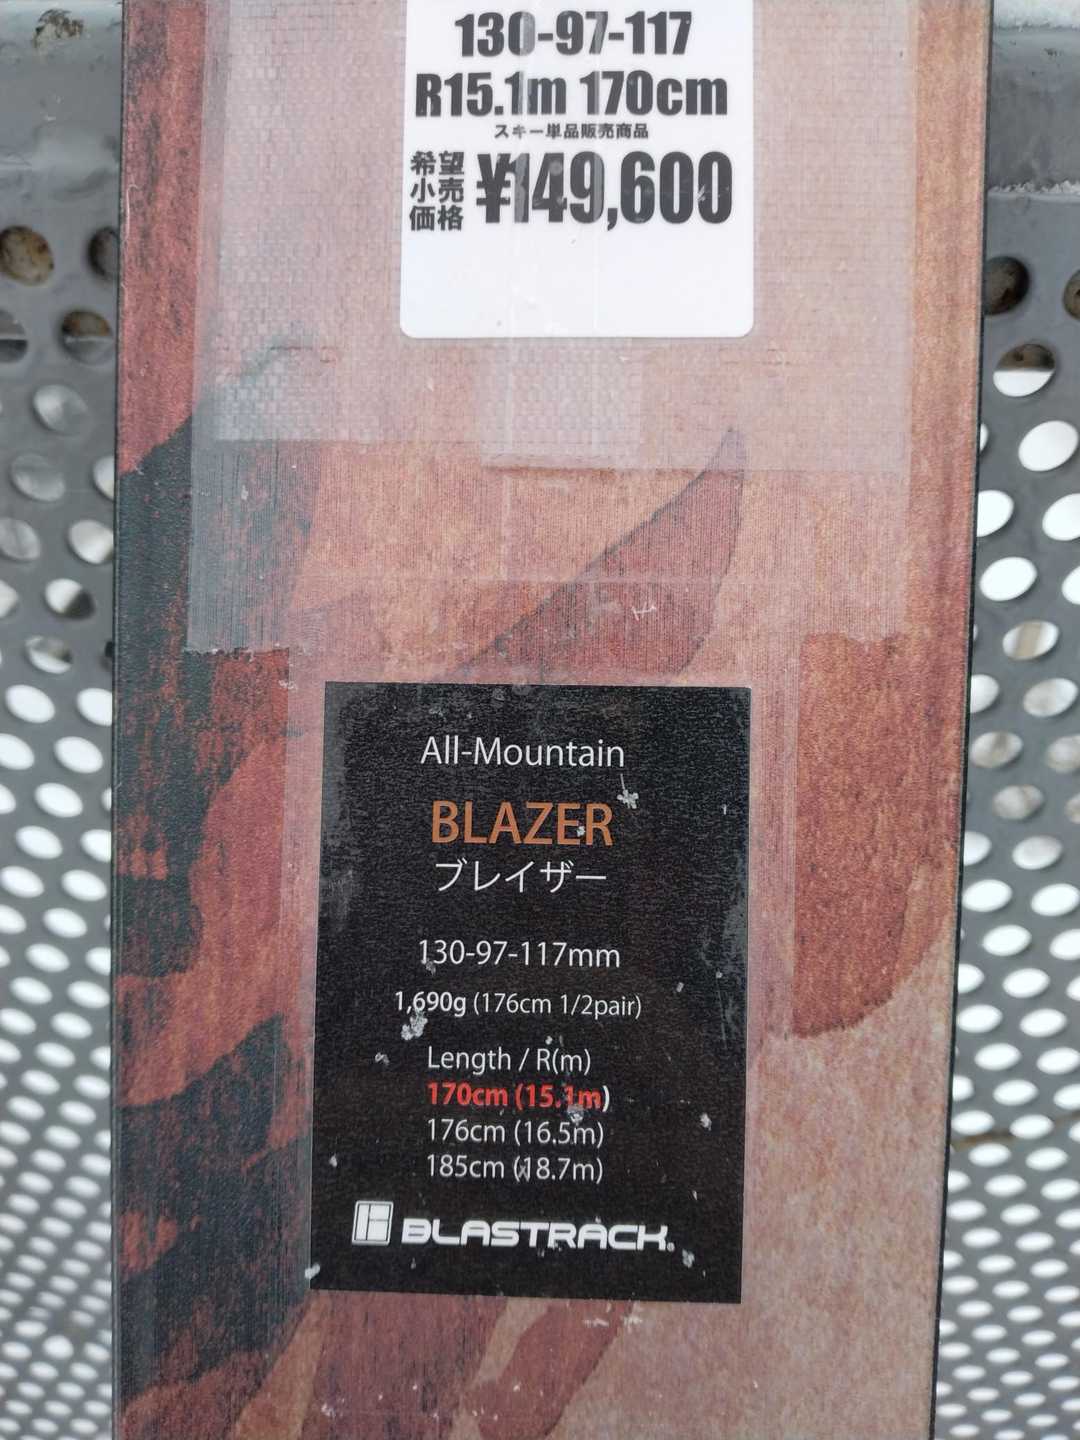 130-97-117
R15.1m 170cm
スキー単品販売商品
希望
小売
価格
¥149,600
All-Mountain
BLAZER
ブレイザー
130-97-117mm
1,690g (176cm 1/2pair)
Length / R(m)
170cm (15.1m)
176cm (16.5m)
185cm (18.7m)
BLASTRACK®